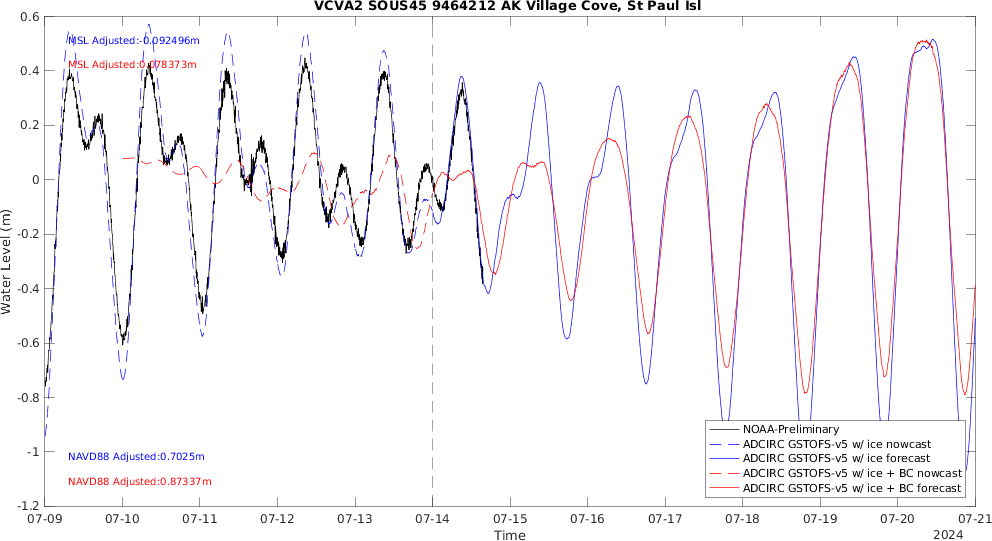 VCVA2 SOUS45 9464212 AK Village Cove, St Paul Isl
MSL Adjusted:-0.092496m
MSL Adjusted:0.078373m
Water Level (m)
0.6
0.4
0.2
0
-0.2
-0.4
-0.6
-0.8
-1
-1.2
NAVD88 Adjusted:0.7025m
NAVD88 Adjusted:0.87337m
NOAA-Preliminary
ADCIRC GSTOFS-v5 w/ ice nowcast
ADCIRC GSTOFS-v5 w/ ice forecast
ADCIRC GSTOFS-v5 w/ ice + BC nowcast
ADCIRC GSTOFS-v5 w/ ice + BC forecast
07-09 07-10 07-11 07-12 07-13 07-14 07-15 07-16 07-17 07-18 07-19 07-20 07-21
Time
2024